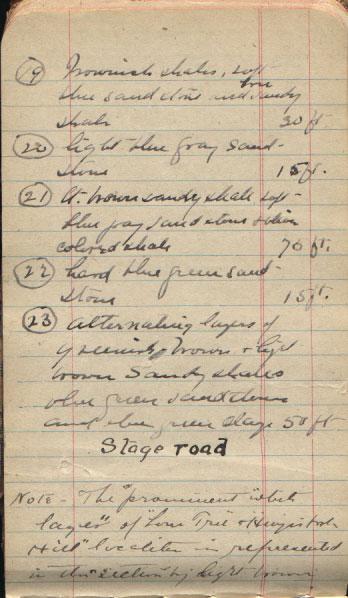 (19) Brownish shales, soft
blue sandstone and brown sandy
shale 30 ft
(20) light blue gray sand-
stone 15 ft.
(21) lt. brown sandy shale soft-
blue gray sandstone & olive
colored shale 70 ft.
(22) hard blue green sand-
stone 15 ft.
(23) alternating layers of
greenish brown & light
brown sandy shales
blue green sandstone
and blue green clays 50 ft.
Stage road
Note - The "prominent white
layer" of "Lone Tree &
Hill" localities is represented
in this section by light brown